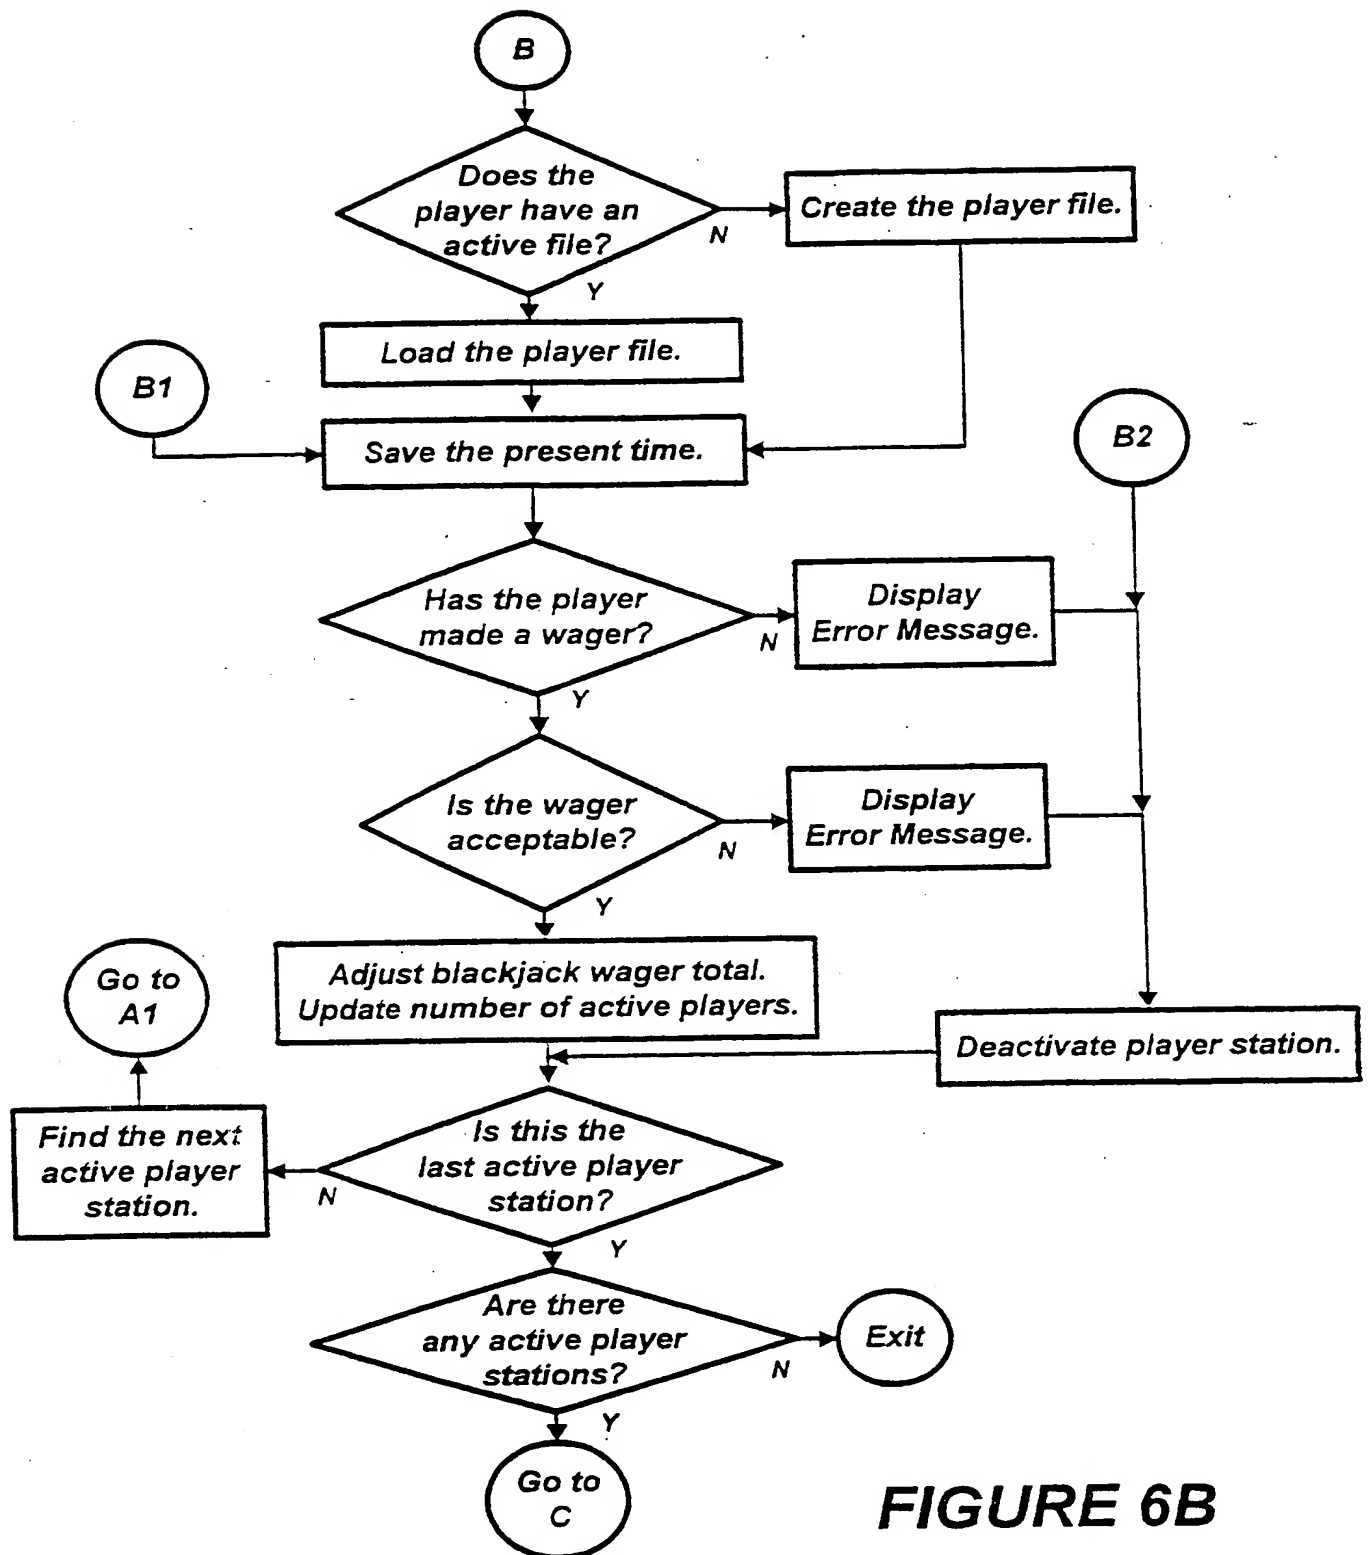 B
Does the
player have an
active file?
N
Create the player file.
Y
Load the player file.
B1
Save the present time.
B2
Has the player
made a wager?
N
Display
Error Message.
Y
Is the wager
acceptable?
N
Display
Error Message.
Y
Go to
A1
Adjust blackjack wager total.
Update number of active players.
Deactivate player station.
Find the next
active player
station.
N
Is this the
last active player
station?
Y
Are there
any active player
stations?
N
Exit
Y
Go to
C
FIGURE 6B